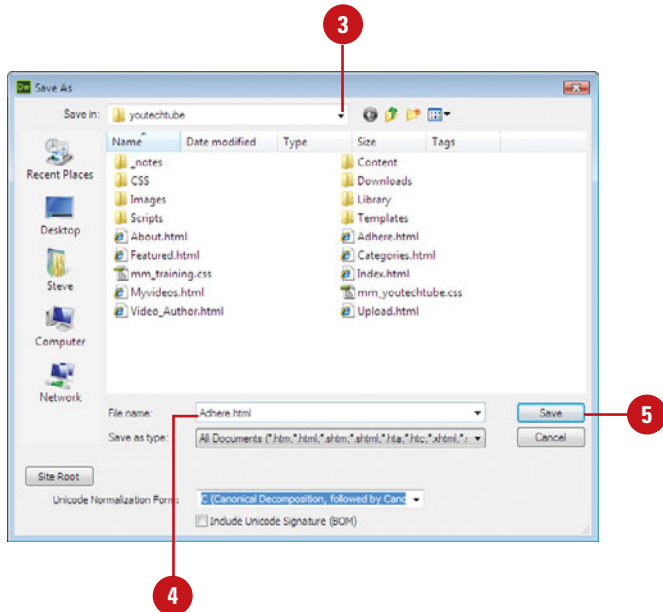 3
Dw Save As
Save in: youtechtube
Name Date modified Type Size Tags
Recent Places
Desktop
Steve
Computer
Network
_notes
CSS
Images
Scripts
About.html
Featured.html
mm_training.css
Myvideos.html
Video_Author.html
Content
Downloads
Library
Templates
Adhere.html
Categories.html
Index.html
mm_youtechtube.css
Upload.html
File name: Adhere.html
Save
5
Save as type: All Documents (*.htm;*.html;*.shtm;*.shtml;*.hta;*.htc;*.xhtml;*.
Cancel
Site Root
Unicode Normalization Form: C (Canonical Decomposition, followed by Canc
Include Unicode Signature (BOM)
4